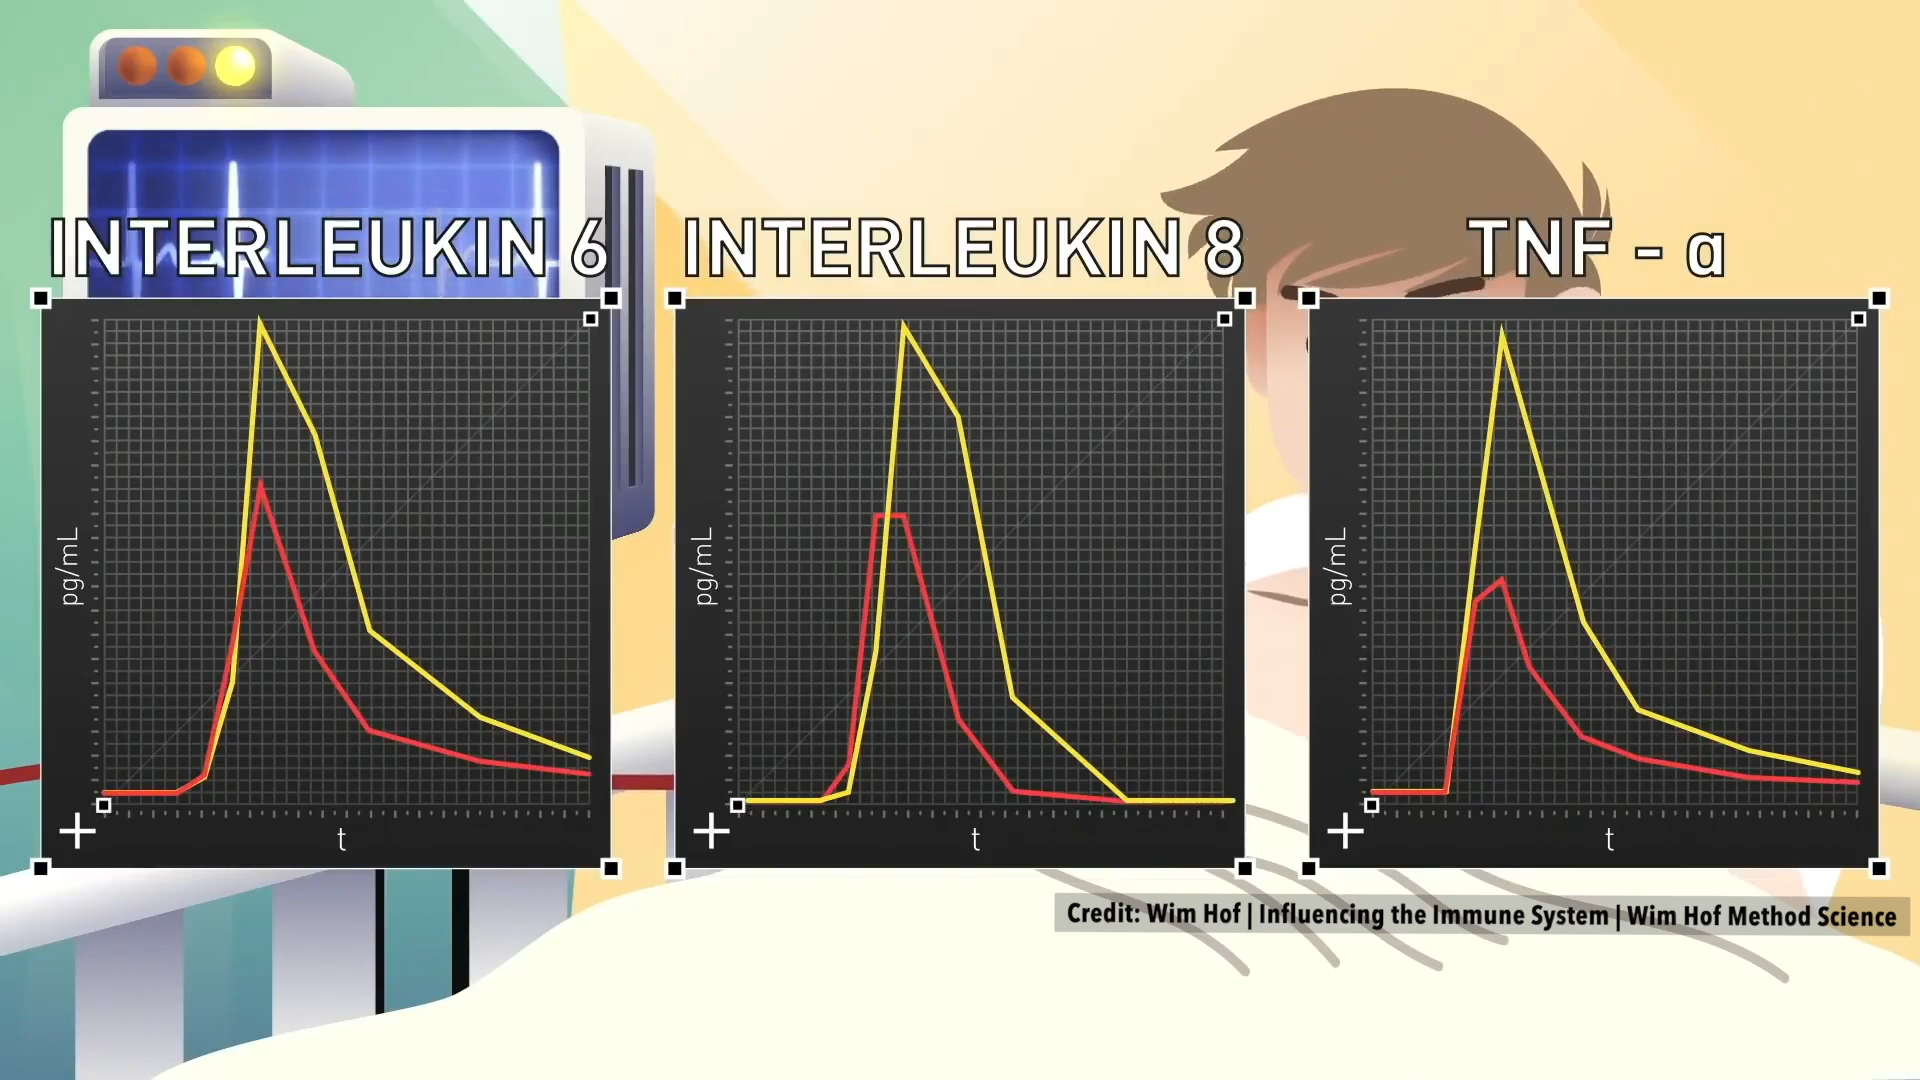 INTERLEUKIN 6
INTERLEUKIN 8
TNF - α
pg/mL
t
pg/mL
t
pg/mL
t
Credit: Wim Hof | Influencing the Immune System | Wim Hof Method Science